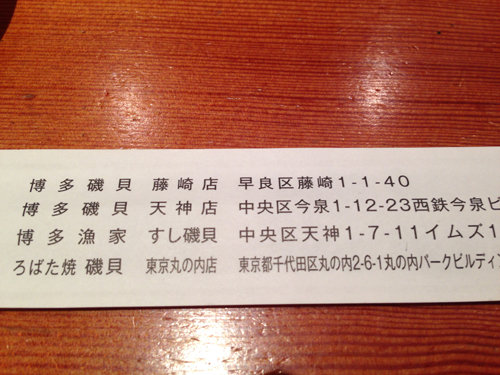 博多磯貝 藤崎店 早良区藤崎1-1-40
博多磯貝 天神店 中央区今泉1-12-23西鉄今泉ビ
博多漁家 すし磯貝 中央区天神1-7-11イムズ1
ろばた焼 磯貝 東京丸の内店 東京都千代田区丸の内2-6-1丸の内パークビルディ